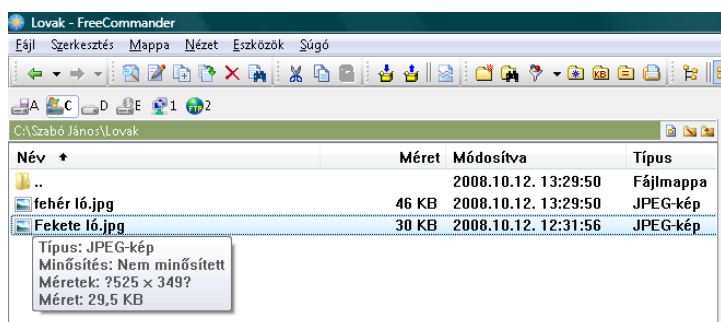 Lovak - FreeCommander
Fájl Szerkesztés Mappa Nézet Eszközök Súgó
A C D E 1 FTP 2
C:\Szabó János\Lovak
Név Méret Módosítva Típus
.. 2008.10.12. 13:29:50 Fájlmappa
fehér ló.jpg 46 KB 2008.10.12. 13:29:50 JPEG-kép
Fekete ló.jpg 30 KB 2008.10.12. 12:31:56 JPEG-kép
Típus: JPEG-kép
Minősítés: Nem minősített
Méretek: ?525 x 349?
Méret: 29,5 KB